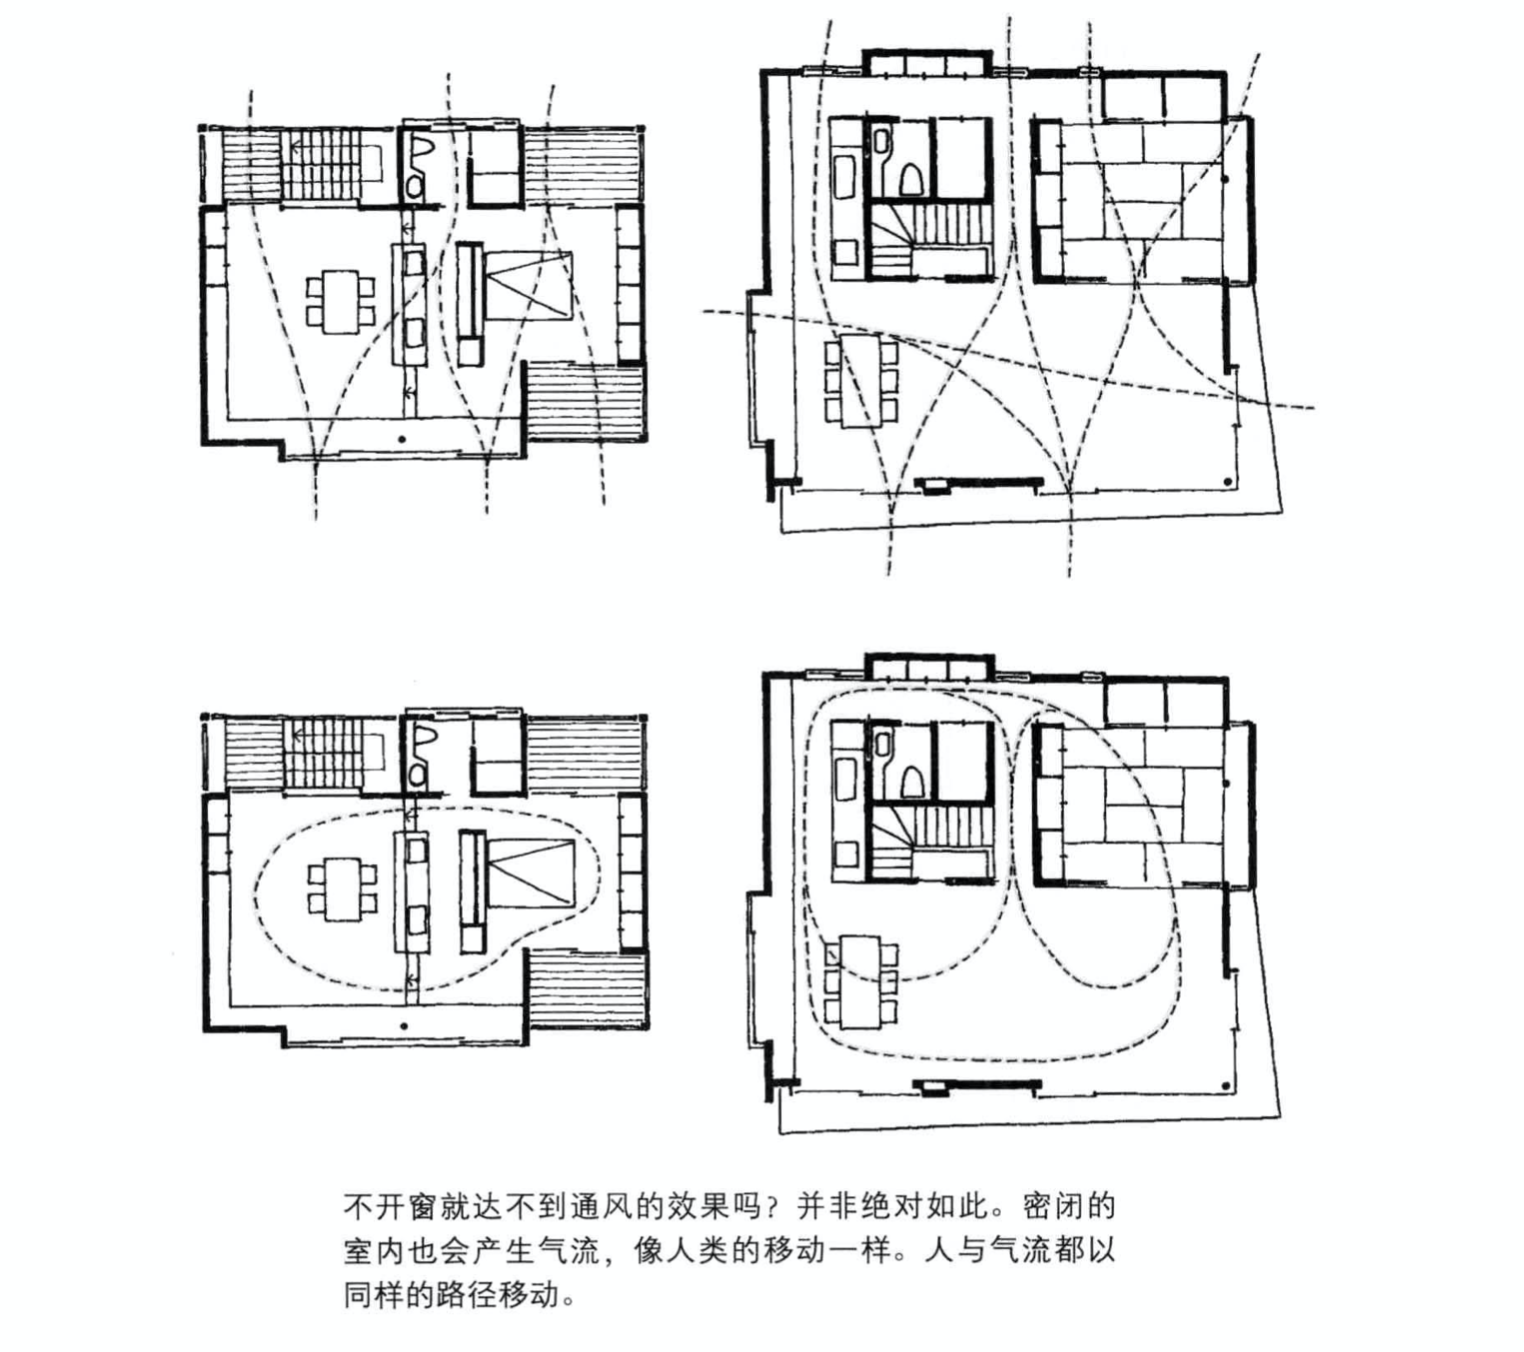 不开窗就达不到通风的效果吗？并非绝对如此。密闭的
室内也会产生气流，像人类的移动一样。人与气流都以
同样的路径移动。